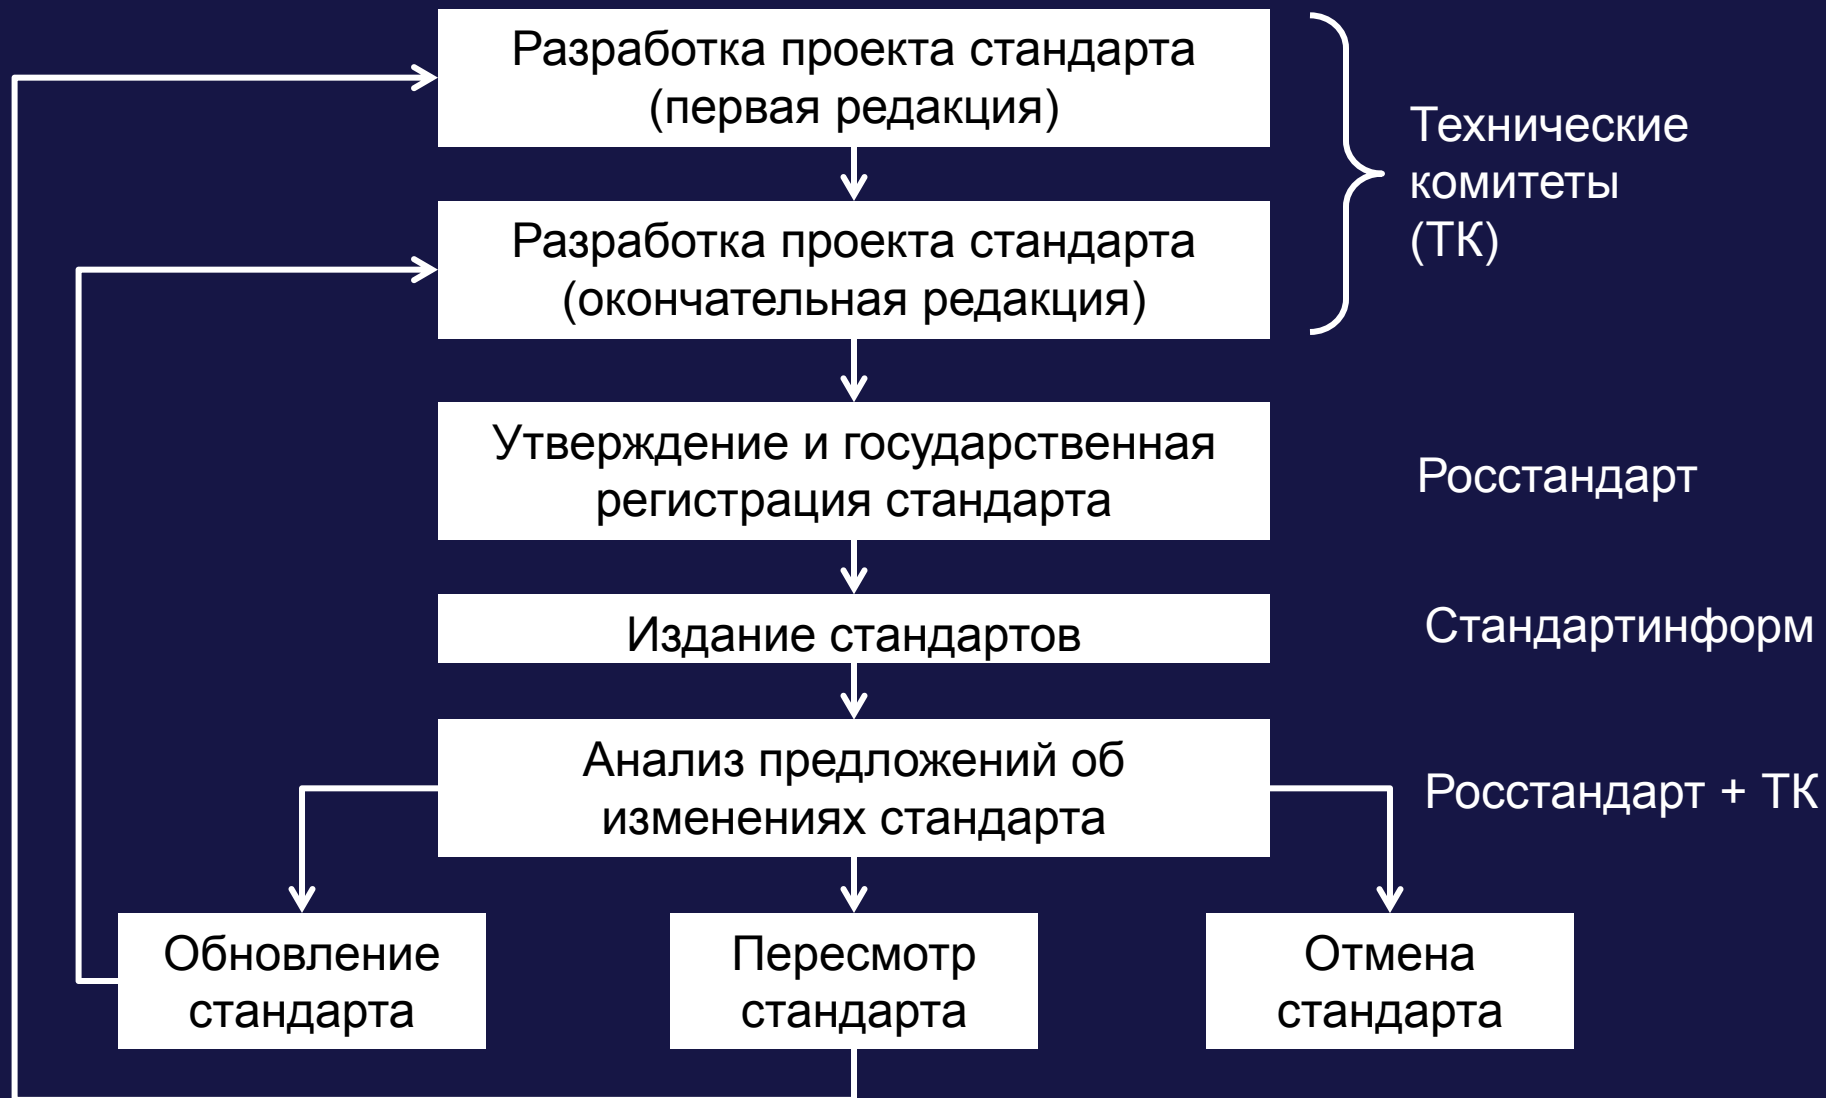 Разработка проекта стандарта
(первая редакция)
Технические
комитеты
(ТК)
Разработка проекта стандарта
(окончательная редакция)
Утверждение и государственная
регистрация стандарта
Росстандарт
Издание стандартов
Стандартинформ
Анализ предложений об
изменениях стандарта
Росстандарт + ТК
Обновление
стандарта
Пересмотр
стандарта
Отмена
стандарта